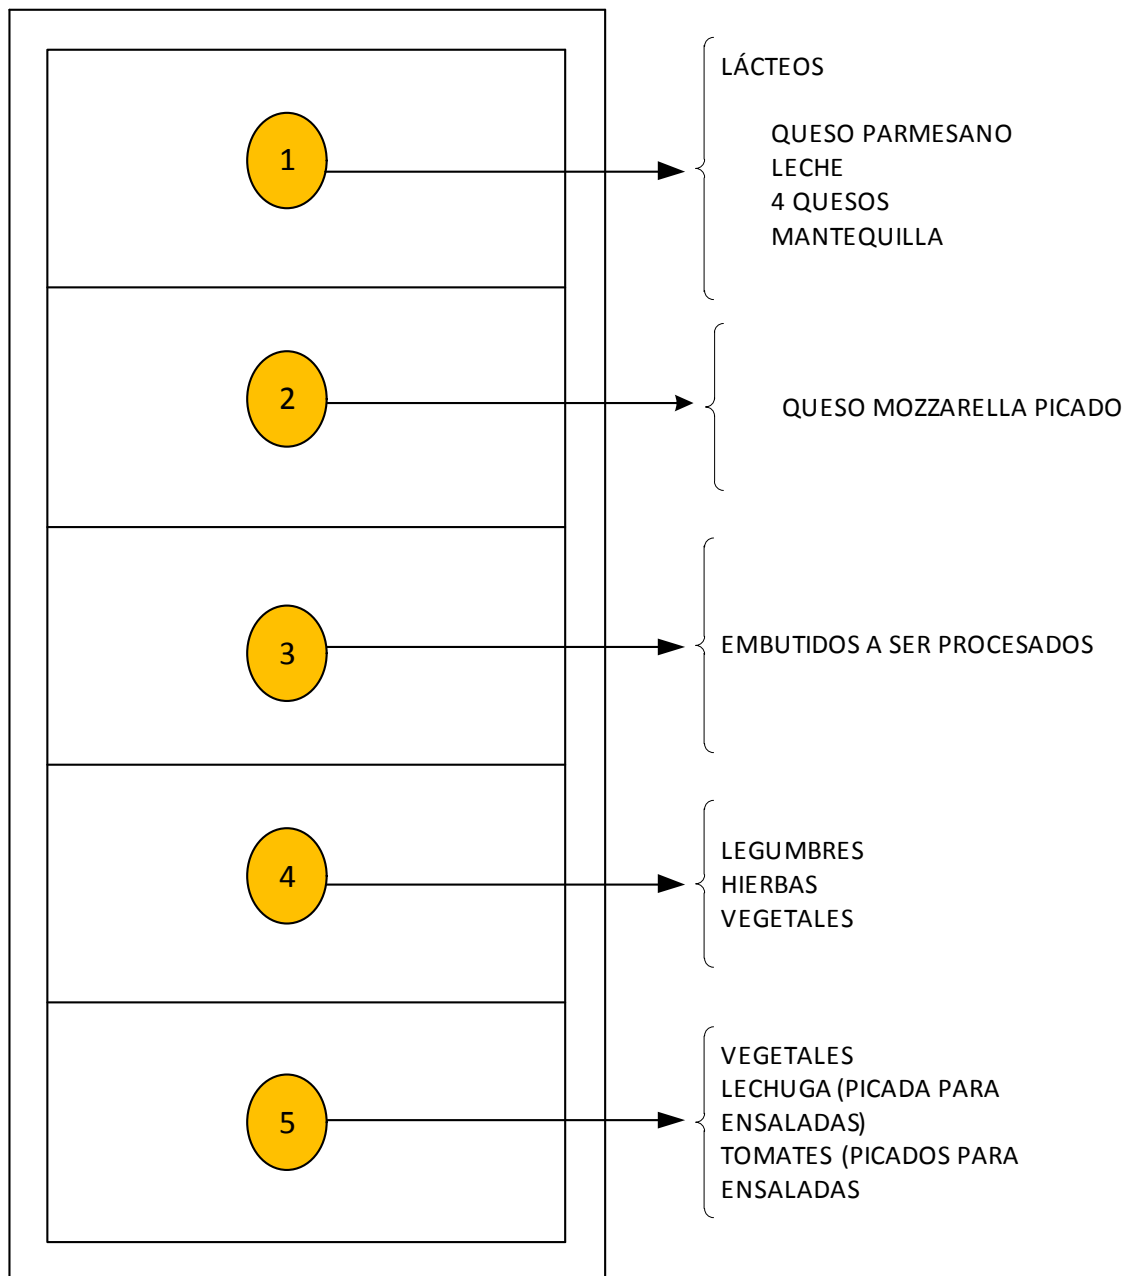 1
LÁCTEOS
QUESO PARMESANO
LECHE
4 QUESOS
MANTEQUILLA
2
QUESO MOZZARELLA PICADO
3
EMBUTIDOS A SER PROCESADOS
4
LEGUMBRES
HIERBAS
VEGETALES
5
VEGETALES
LECHUGA (PICADA PARA
ENSALADAS)
TOMATES (PICADOS PARA
ENSALADAS